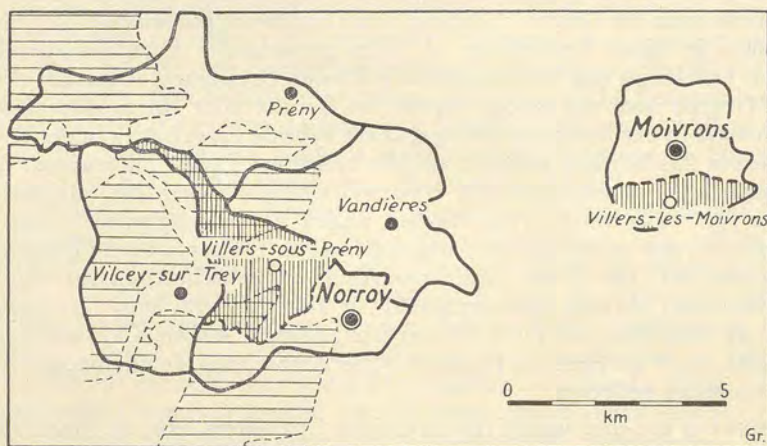 Prény
Moivrons
Vandières
Villers-les-Moivrons
Villers-sous-Prény
Vilcey-sur-Trey
Norroy
0 5
km
Gr.